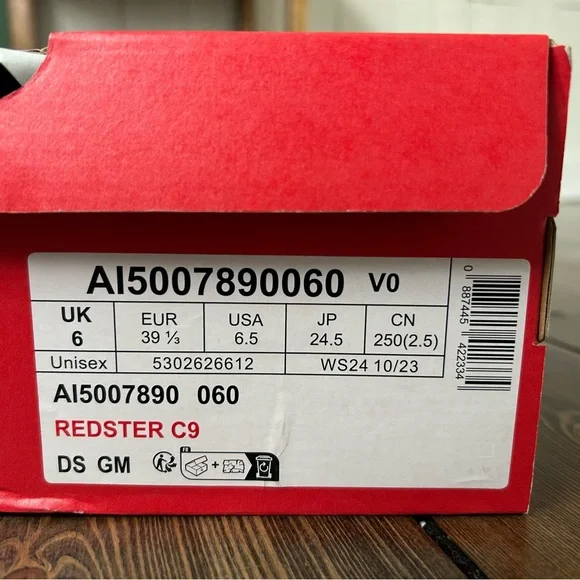 AI5007890060 V0
UK EUR USA JP CN
6 39 ⅓ 6.5 24.5 250(2.5)
Unisex 5302626612 WS24 10/23
AI5007890 060
REDSTER C9
DS GM
FR
0 887445 422334